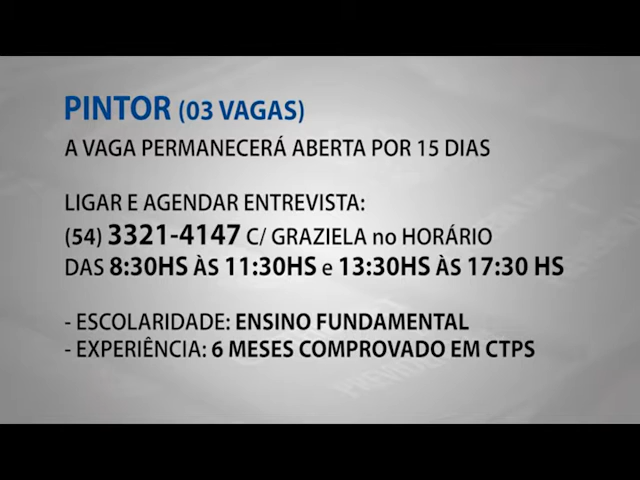 PINTOR (03 VAGAS)
A VAGA PERMANECERÁ ABERTA POR 15 DIAS
LIGAR E AGENDAR ENTREVISTA:
(54) 3321-4147 C/ GRAZIELA no HORÁRIO
DAS 8:30HS ÀS 11:30HS e 13:30HS ÀS 17:30 HS
- ESCOLARIDADE: ENSINO FUNDAMENTAL
- EXPERIÊNCIA: 6 MESES COMPROVADO EM CTPS